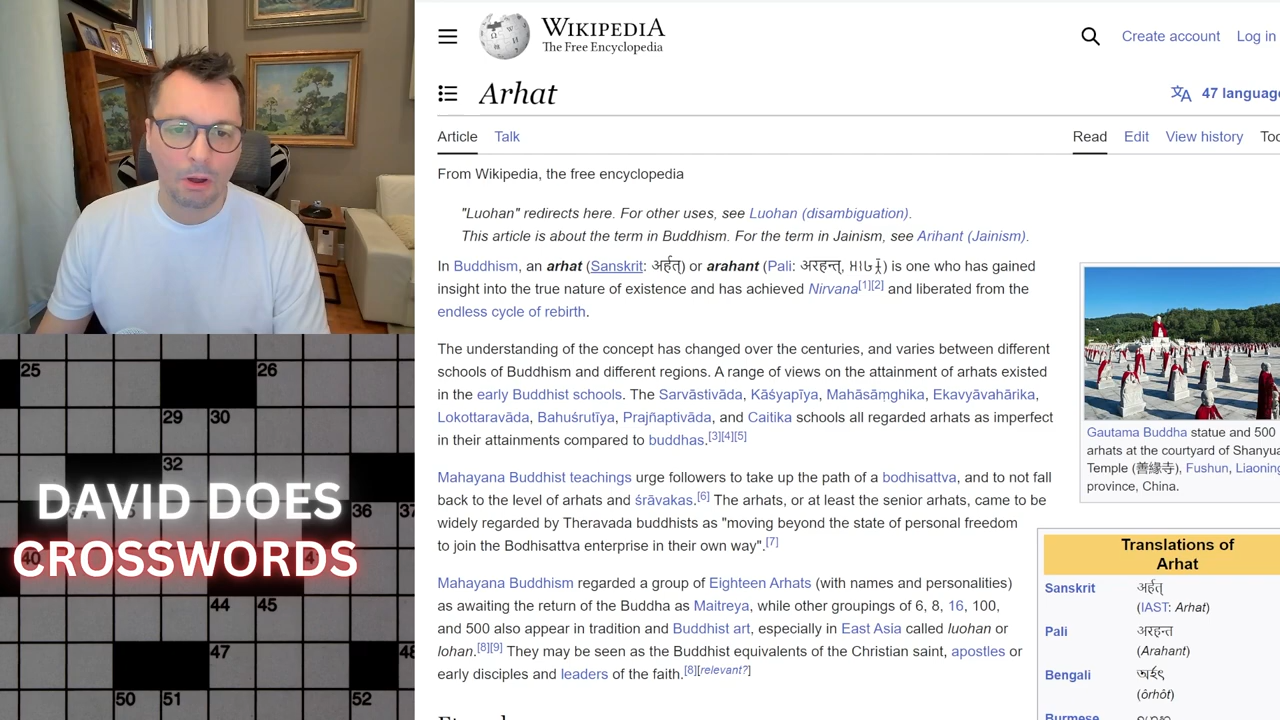 25
26
29
30
32
DAVID DOES
36
CROSSWORDS
44
45
47
50
51
52
WIKIPEDIA
The Free Encyclopedia
Create account
Log in
Arhat
47 language
Article
Talk
Read
Edit
View history
Too
From Wikipedia, the free encyclopedia
"Luohan" redirects here. For other uses, see Luohan (disambiguation).
This article is about the term in Buddhism. For the term in Jainism, see Arihant (Jainism).
In Buddhism, an arhat (Sanskrit: अर्हत्) or arahant (Pali: अरहन्त्, 𑀅𑀭𑀳𑀦𑁆𑀢𑁆) is one who has gained
insight into the true nature of existence and has achieved Nirvana[1][2] and liberated from the
endless cycle of rebirth.
The understanding of the concept has changed over the centuries, and varies between different
schools of Buddhism and different regions. A range of views on the attainment of arhats existed
in the early Buddhist schools. The Sarvāstivāda, Kāśyapīya, Mahāsāṃghika, Ekavyāvahārika,
Lokottaravāda, Bahuśrutīya, Prajñaptivāda, and Caitika schools all regarded arhats as imperfect
in their attainments compared to buddhas.[3][4][5]
Mahayana Buddhist teachings urge followers to take up the path of a bodhisattva, and to not fall
back to the level of arhats and śrāvakas.[6] The arhats, or at least the senior arhats, came to be
widely regarded by Theravada buddhists as "moving beyond the state of personal freedom
to join the Bodhisattva enterprise in their own way".[7]
Mahayana Buddhism regarded a group of Eighteen Arhats (with names and personalities)
as awaiting the return of the Buddha as Maitreya, while other groupings of 6, 8, 16, 100,
and 500 also appear in tradition and Buddhist art, especially in East Asia called luohan or
lohan.[8][9] They may be seen as the Buddhist equivalents of the Christian saint, apostles or
early disciples and leaders of the faith.[8][relevant?]
Gautama Buddha statue and 500
arhats at the courtyard of Shanyua
Temple (善緣寺), Fushun, Liaoning
province, China.
Translations of
Arhat
Sanskrit
अर्हत्
(IAST: Arhat)
Pali
अरहन्त्
(Arahant)
Bengali
অর্হৎ
(ôrhôt)
Burmese